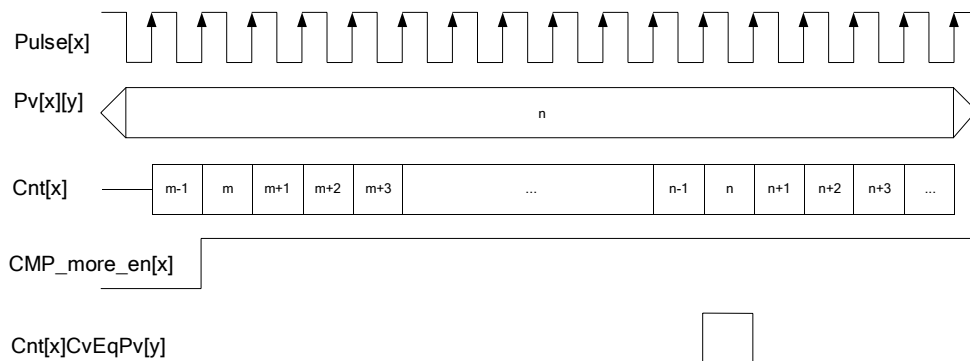 Pulse[x]
Pv[x][y]
n
Cnt[x]
m-1 m m+1 m+2 m+3 ... n-1 n n+1 n+2 n+3 ...
CMP_more_en[x]
Cnt[x]CvEqPv[y]